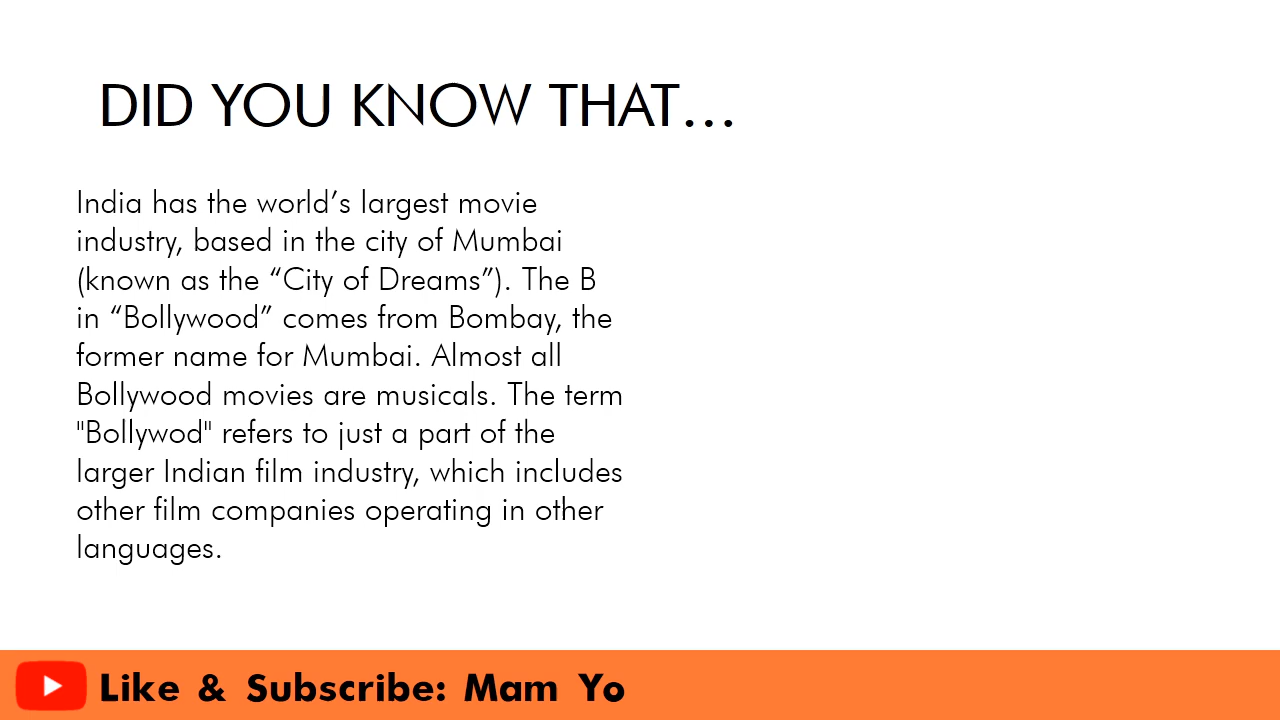 DID YOU KNOW THAT…
India has the world’s largest movie
industry, based in the city of Mumbai
(known as the “City of Dreams”). The B
in “Bollywood” comes from Bombay, the
former name for Mumbai. Almost all
Bollywood movies are musicals. The term
"Bollywod" refers to just a part of the
larger Indian film industry, which includes
other film companies operating in other
languages.
Like & Subscribe: Mam Yo